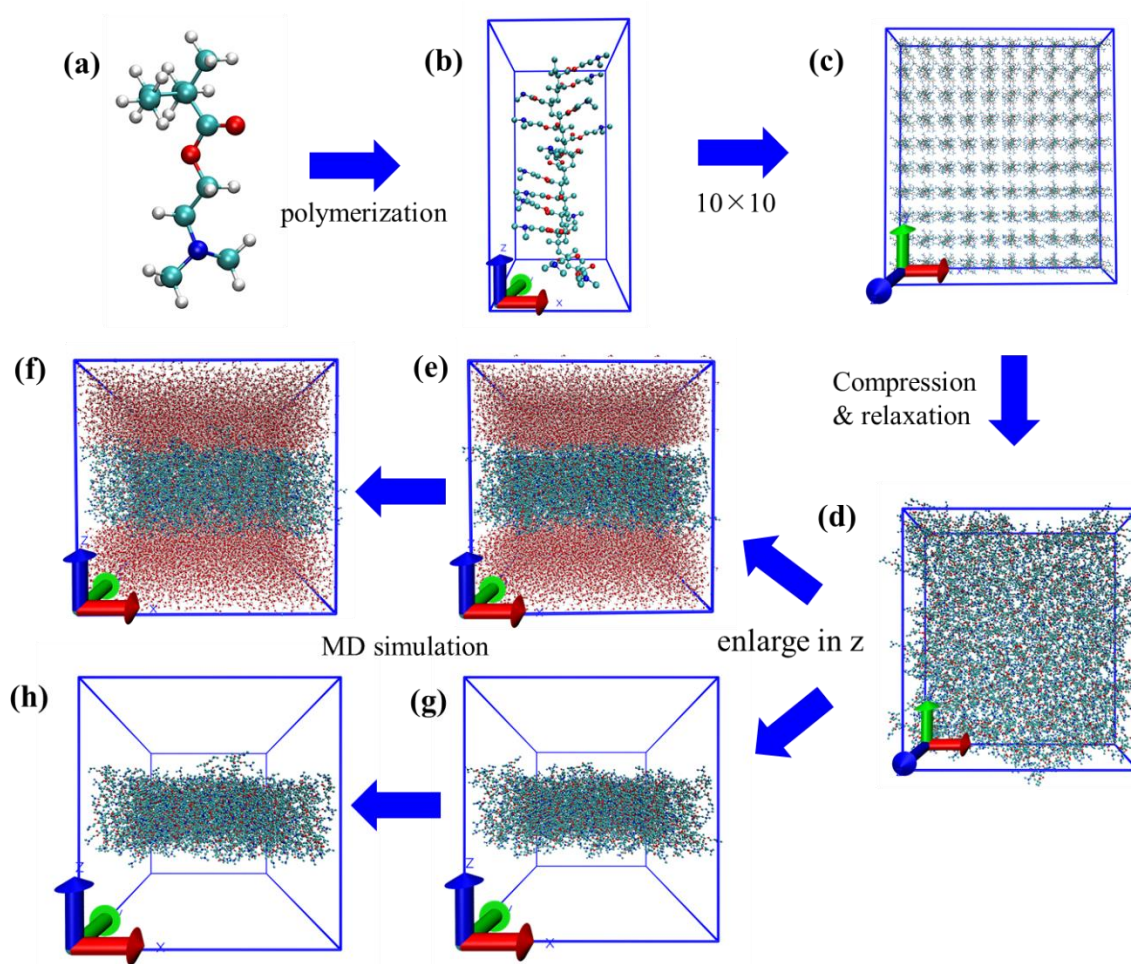 (a)
(b)
(c)
polymerization
10×10
z
x
x
(f)
(e)
Compression
& relaxation
(d)
z
x
x
MD simulation
enlarge in z
(h)
(g)
Z
X
Z
X